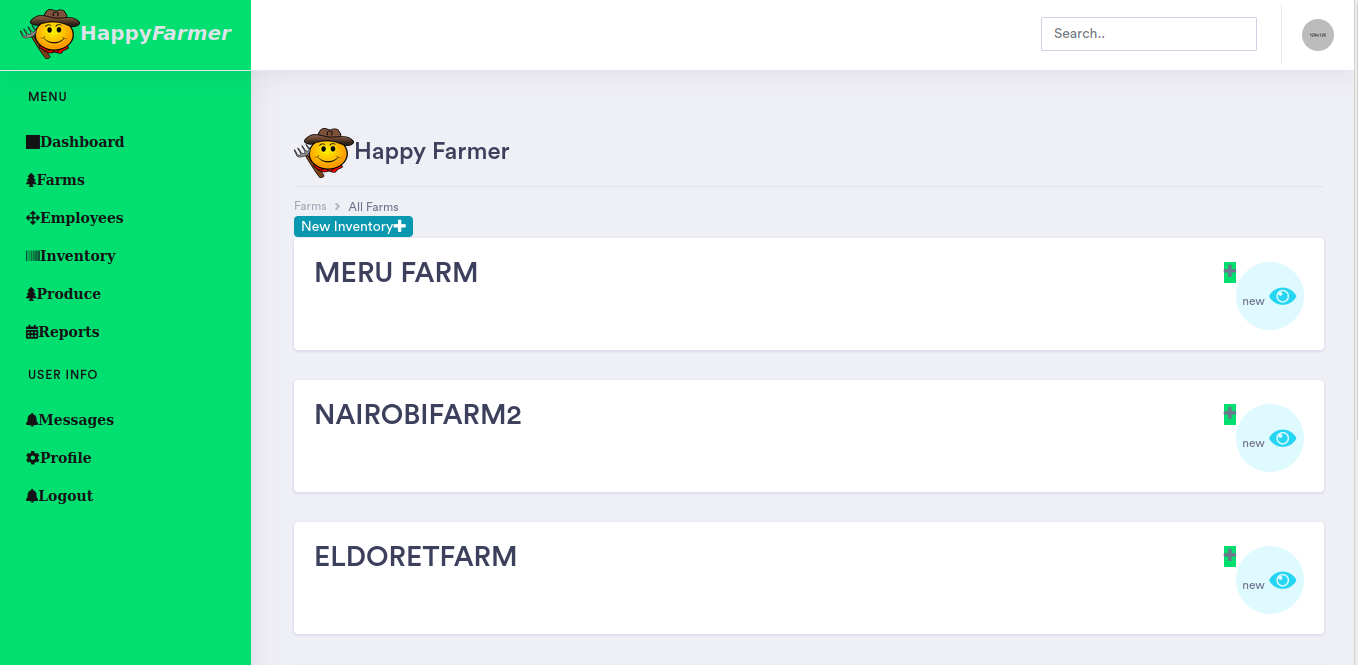 HappyFarmer
Search..
128x128
MENU
Dashboard
Farms
Employees
Inventory
Produce
Reports
USER INFO
Messages
Profile
Logout
Happy Farmer
Farms > All Farms
New Inventory
MERU FARM
new
NAIROBIFARM2
new
ELDORETFARM
new